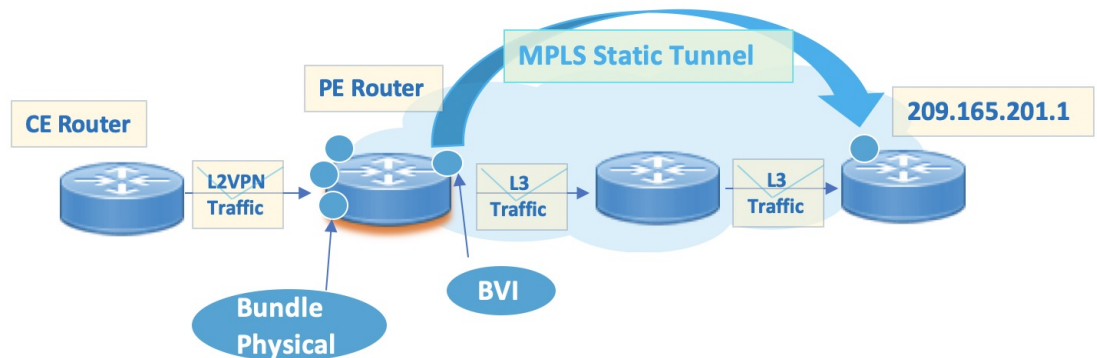 MPLS Static Tunnel
PE Router
209.165.201.1
CE Router
L2VPN
Traffic
L3
Traffic
L3
Traffic
BVI
Bundle
Physical